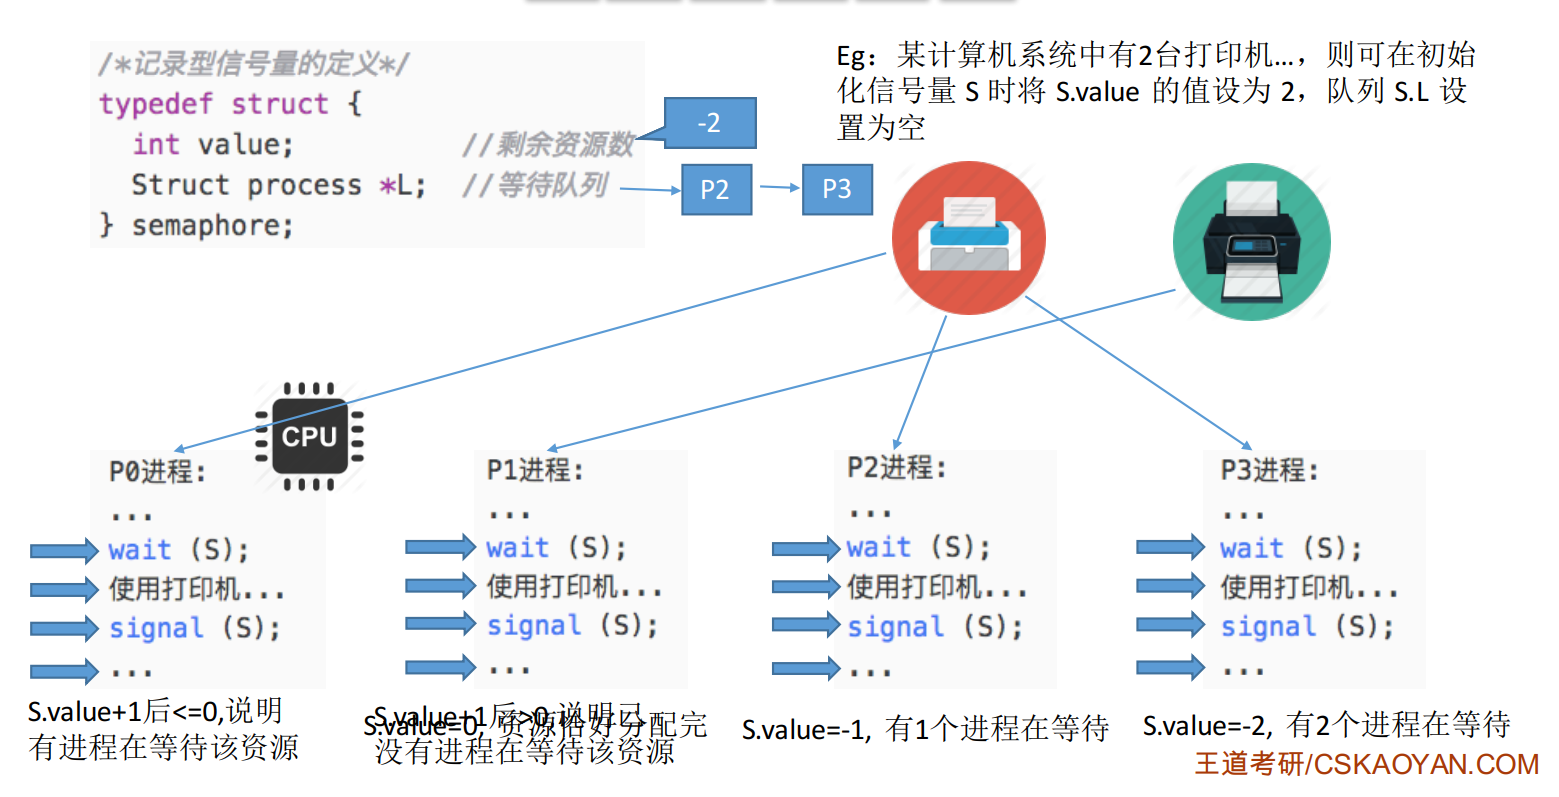 /*记录型信号量的定义*/
typedef struct {
int value; //剩余资源数
Struct process *L; //等待队列
} semaphore;
-2
P2
P3
Eg：某计算机系统中有2台打印机…，则可在初始
化信号量 S 时将 S.value 的值设为 2，队列 S.L 设
置为空
CPU
P0进程:
...
wait (S);
使用打印机...
signal (S);
...
P1进程:
...
wait (S);
使用打印机...
signal (S);
...
P2进程:
...
wait (S);
使用打印机...
signal (S);
...
P3进程:
...
wait (S);
使用打印机...
signal (S);
...
S.value+1后<=0,说明
有进程在等待该资源
S.value=0, 资源恰好分配完
S.value+1后>0,说明已
没有进程在等待该资源
S.value=-1, 有1个进程在等待
S.value=-2, 有2个进程在等待
王道考研/CSKAOYAN.COM